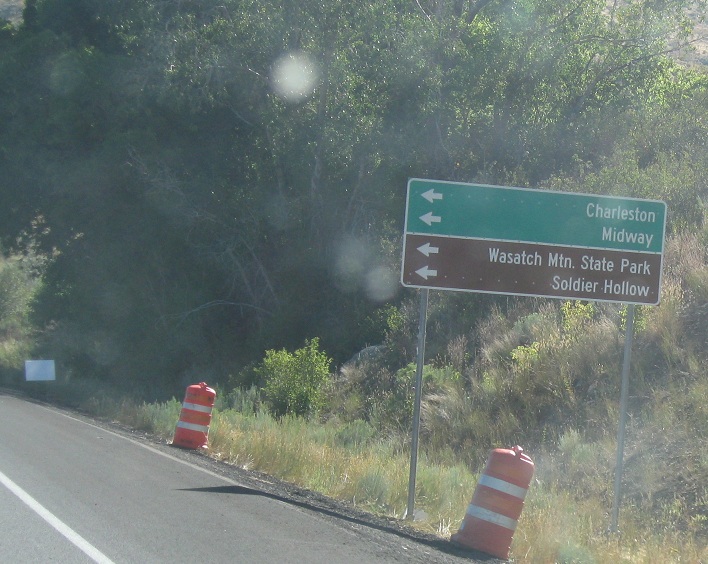 Charleston
Midway
Wasatch Mtn. State Park
Soldier Hollow